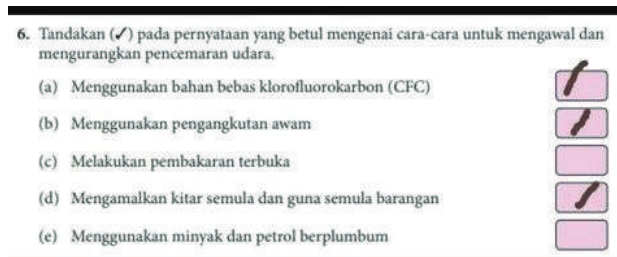 6. Tandakan (✓) pada pernyataan yang betul mengenai cara-cara untuk mengawal dan
mengurangkan pencemaran udara.
(a) Menggunakan bahan bebas klorofluorokarbon (CFC)
(b) Menggunakan pengangkutan awam
(c) Melakukan pembakaran terbuka
(d) Mengamalkan kitar semula dan guna semula barangan
(e) Menggunakan minyak dan petrol berplumbum